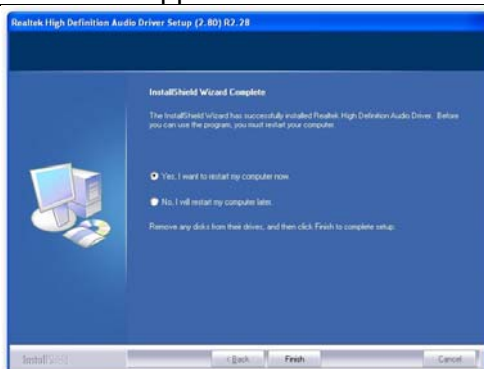 Realtek High Definition Audio Driver Setup (2.80) R2.28
InstallShield Wizard Complete
The InstallShield Wizard has successfully installed Realtek High Definition Audio Driver. Before
you can use the program, you must restart your computer.
Yes, I want to restart my computer now.
No, I will restart my computer later.
Remove any disks from their drives, and then click Finish to complete setup.
InstallShield
< Back
Finish
Cancel